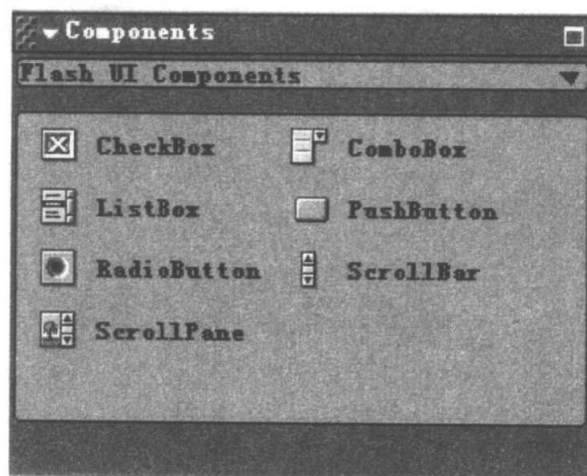 Components
Flash UI Components
CheckBox
ComboBox
ListBox
PushButton
RadioButton
ScrollBar
ScrollPane